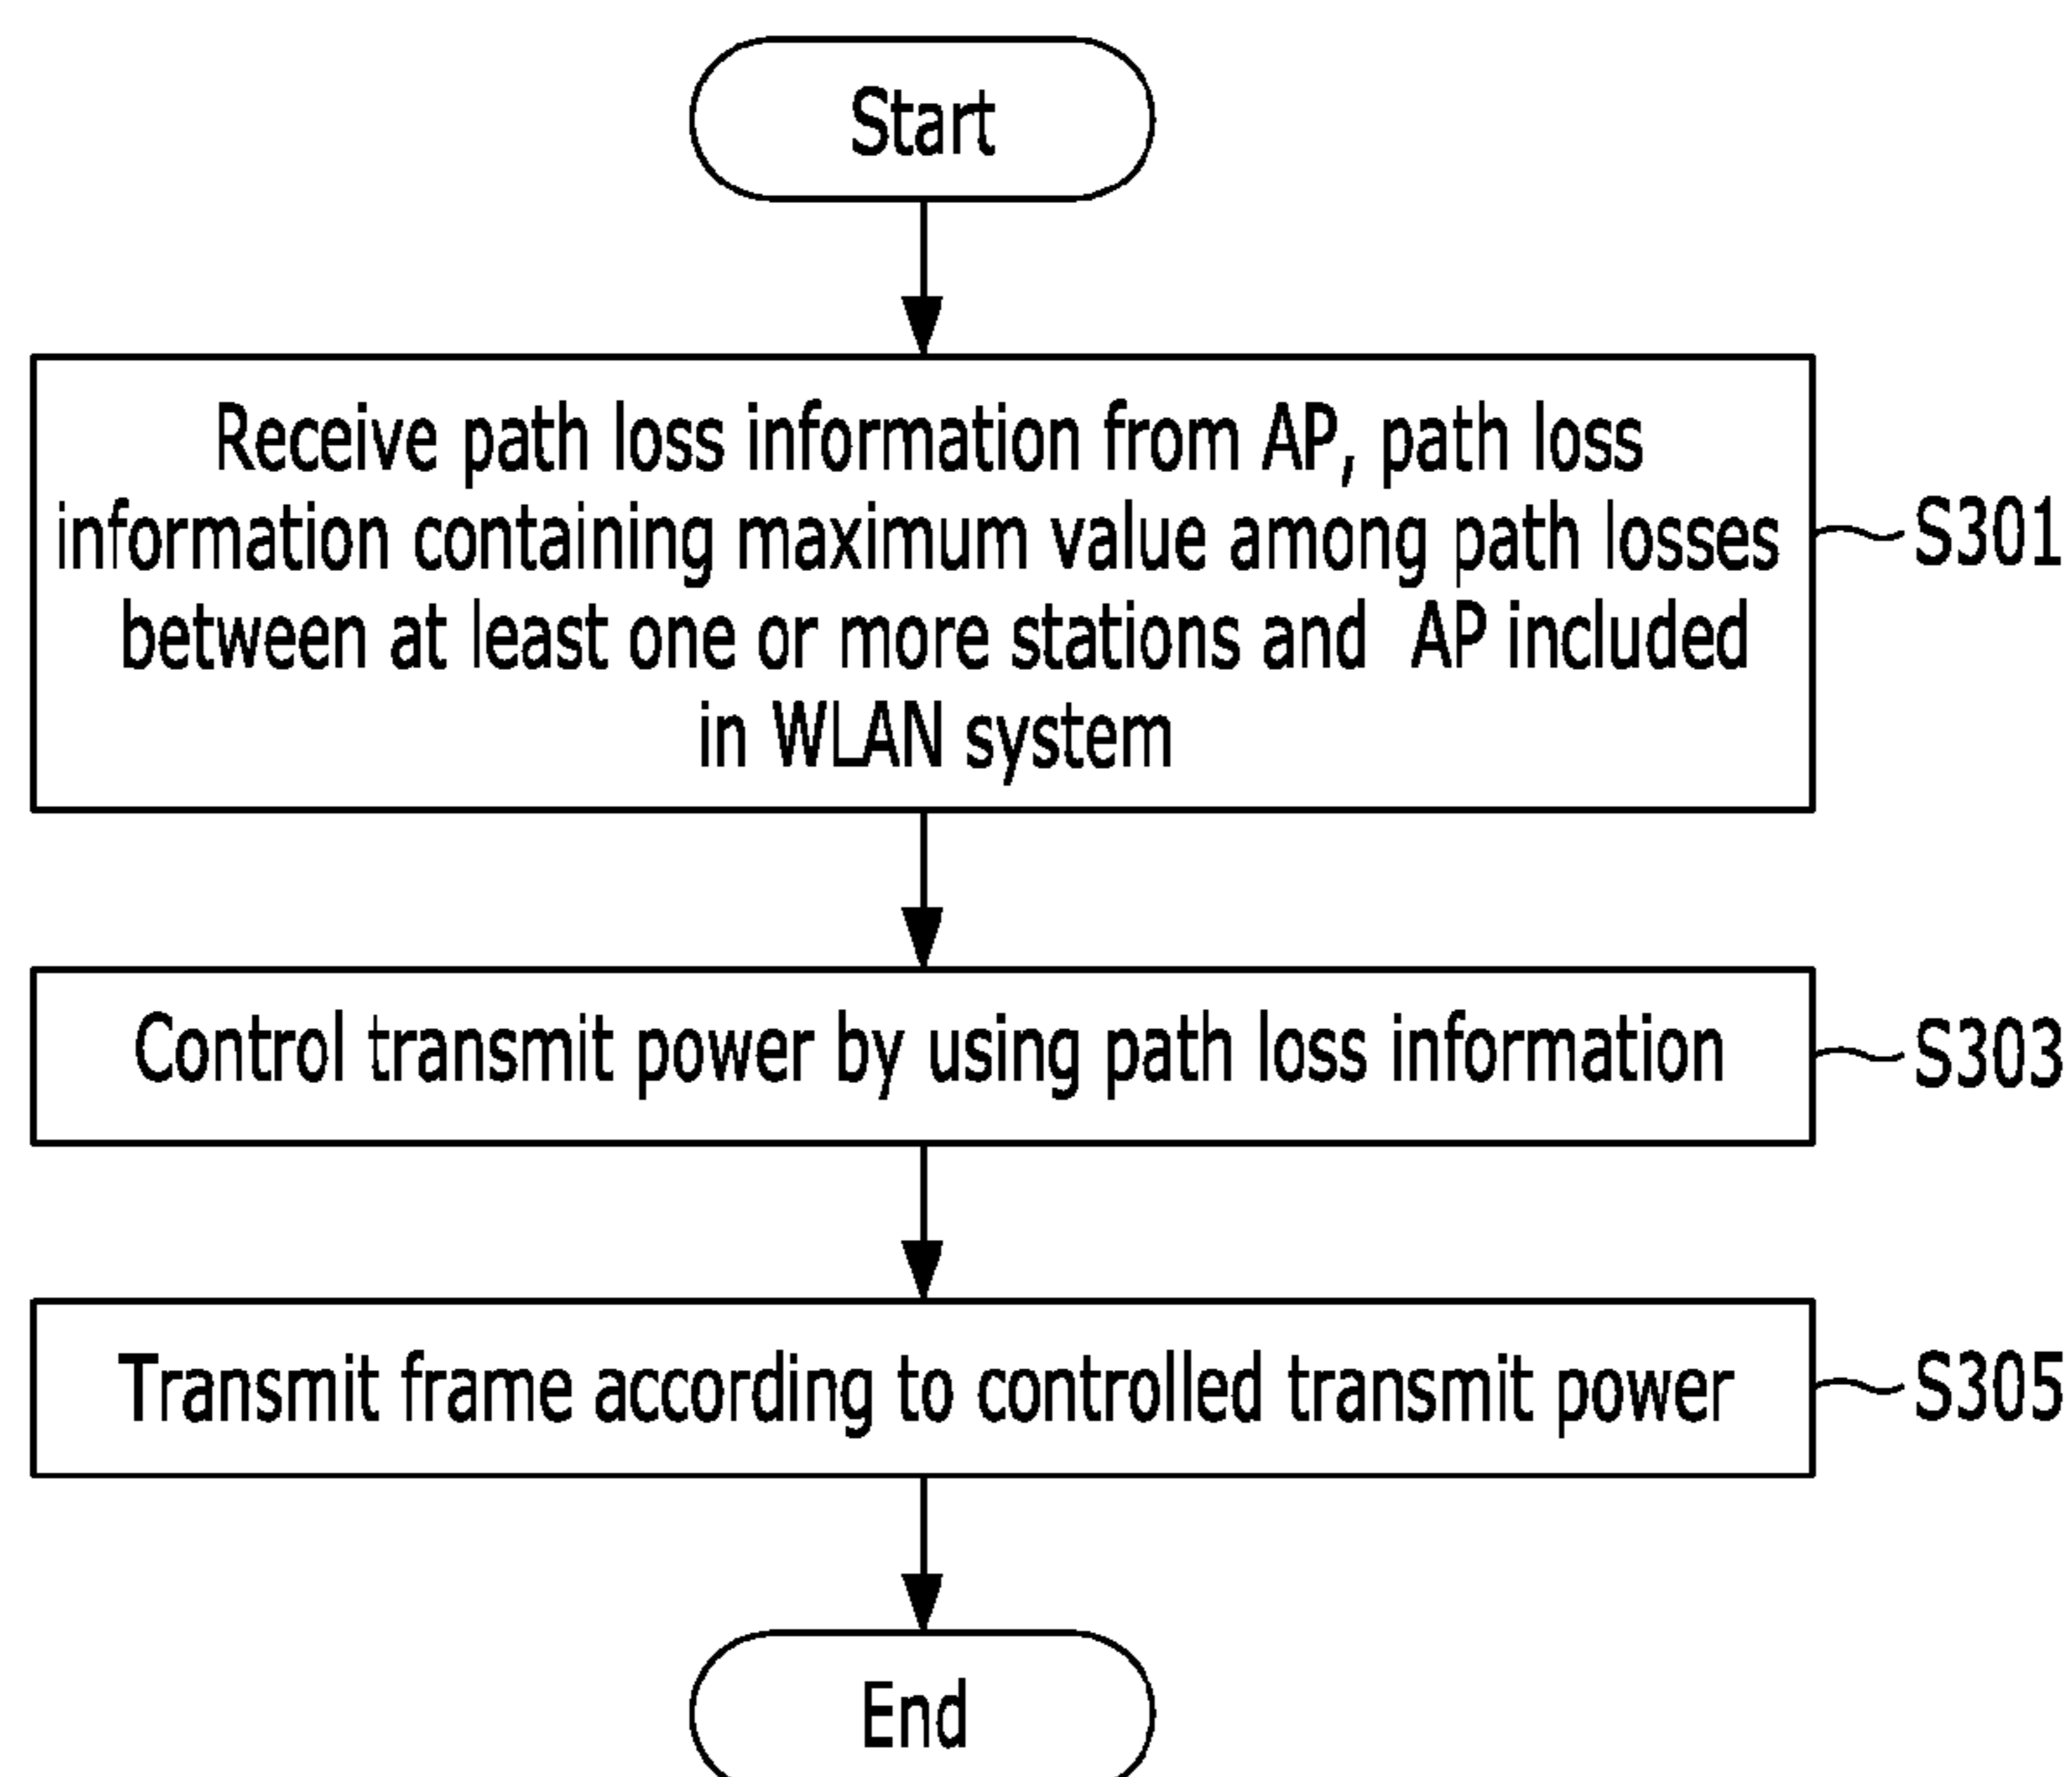 Start
Receive path loss information from AP, path loss
information containing maximum value among path losses
between at least one or more stations and AP included
in WLAN system
S301
Control transmit power by using path loss information
S303
Transmit frame according to controlled transmit power
S305
End